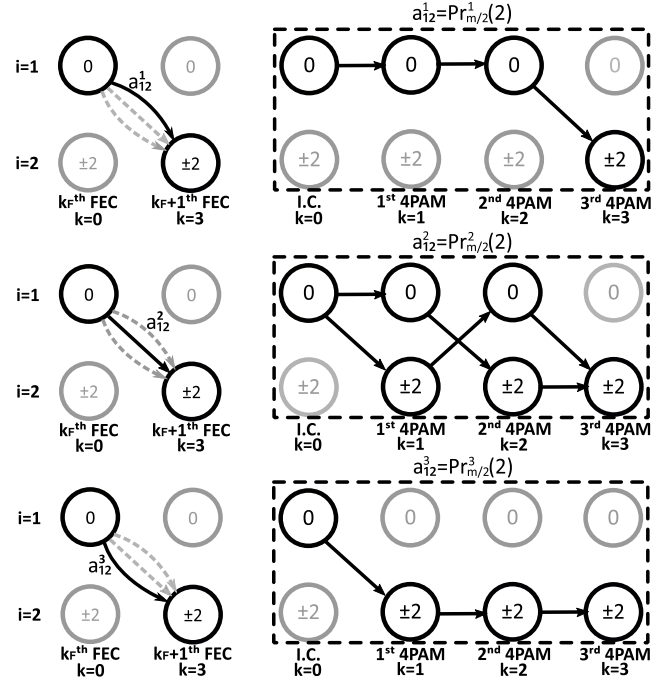 a¹₁₂=Pr¹ₘ/₂(2)
i=1 0 0 a¹₁₂ 0 0 0 0
i=2 ±2 ±2 ±2 ±2 ±2 ±2
kFᵗʰ FEC kF+1ᵗʰ FEC I.C. 1ˢᵗ 4PAM 2ⁿᵈ 4PAM 3ʳᵈ 4PAM
k=0 k=3 k=0 k=1 k=2 k=3
a²₁₂=Pr²ₘ/₂(2)
i=1 0 0 a²₁₂ 0 0 0 0
i=2 ±2 ±2 ±2 ±2 ±2 ±2
kFᵗʰ FEC kF+1ᵗʰ FEC I.C. 1ˢᵗ 4PAM 2ⁿᵈ 4PAM 3ʳᵈ 4PAM
k=0 k=3 k=0 k=1 k=2 k=3
a³₁₂=Pr³ₘ/₂(2)
i=1 0 0 a³₁₂ 0 0 0 0
i=2 ±2 ±2 ±2 ±2 ±2 ±2
kFᵗʰ FEC kF+1ᵗʰ FEC I.C. 1ˢᵗ 4PAM 2ⁿᵈ 4PAM 3ʳᵈ 4PAM
k=0 k=3 k=0 k=1 k=2 k=3